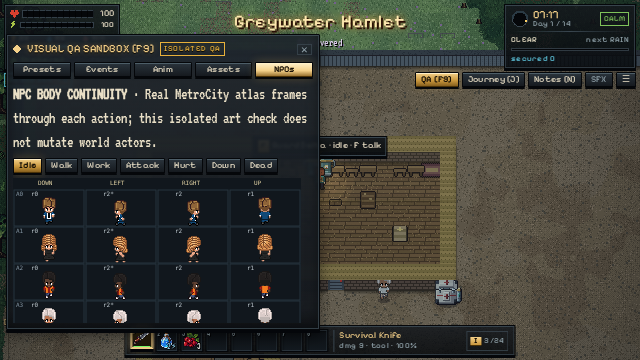 100
100
Greywater Hamlet
07:17
Day 1/14
CALM
CLEAR
next RAIN
secured 0
VISUAL QA SANDBOX (F9)
ISOLATED QA
×
Presets
Events
Anim
Assets
NPCs
QA (F9)
Journey (J)
Notes (N)
SFX
☰
NPC BODY CONTINUITY · Real MetroCity atlas frames
through each action; this isolated art check does
not mutate world actors.
a · idle · F talk
Idle
Walk
Work
Attack
Hurt
Down
Dead
DOWN
LEFT
RIGHT
UP
A0
r0
r2*
r2
r1
A1
r0
r2*
r2
r1
A2
r0
r2*
r2
r1
A3
r0
r2*
r2
r1
3
Survival Knife
dmg 9 · tool · 100%
I 3/24